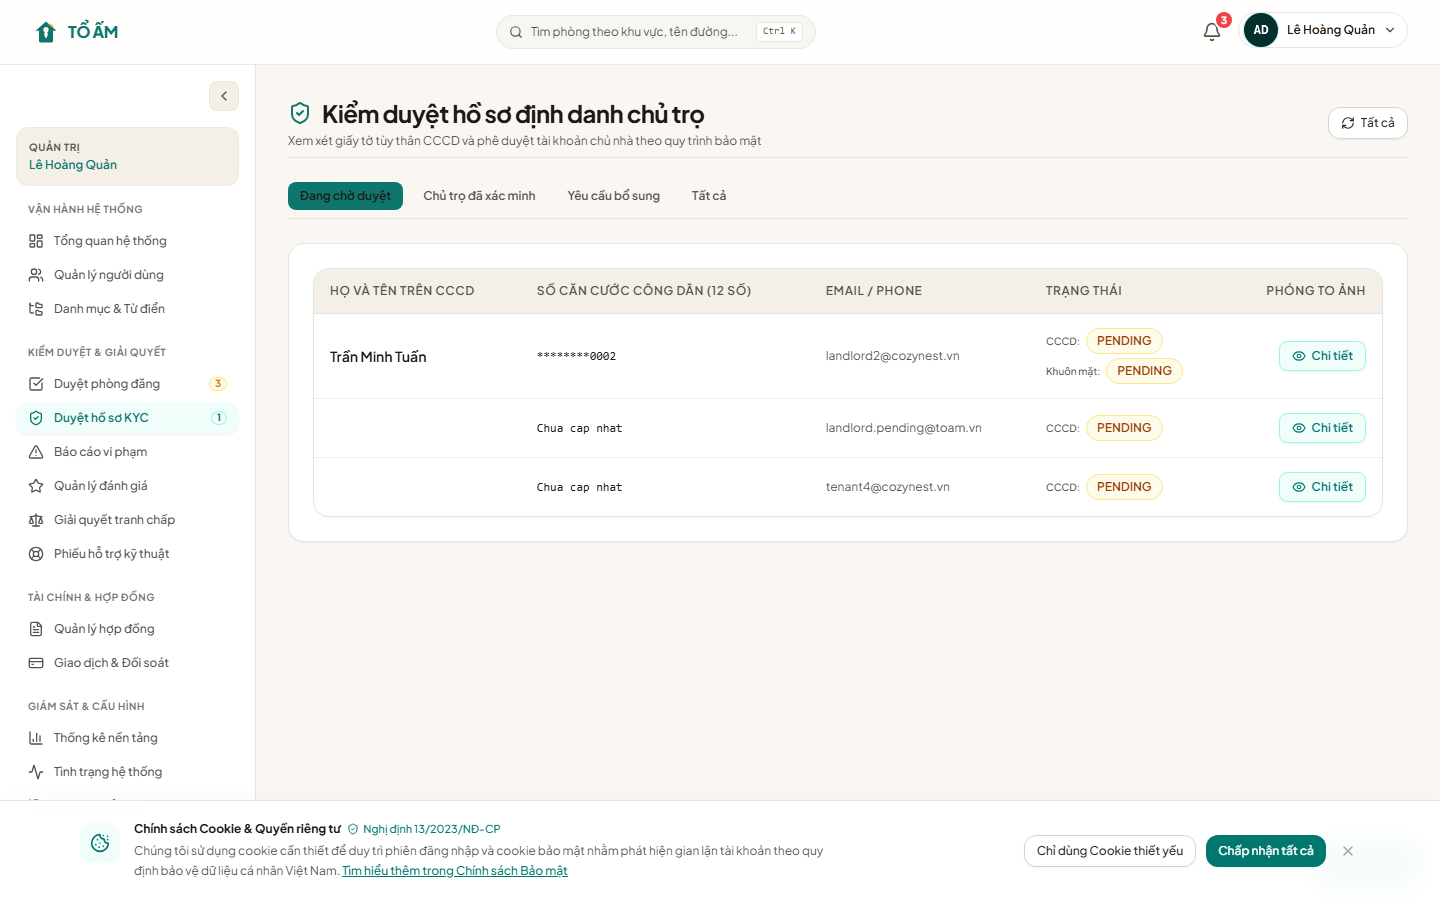 TỔ ẤM
Tìm phòng theo khu vực, tên đường...
Ctrl K
3
AD
Lê Hoàng Quản
QUẢN TRỊ
Lê Hoàng Quản
VẬN HÀNH HỆ THỐNG
Tổng quan hệ thống
Quản lý người dùng
Danh mục & Từ điển
KIỂM DUYỆT & GIẢI QUYẾT
Duyệt phòng đăng
3
Duyệt hồ sơ KYC
1
Báo cáo vi phạm
Quản lý đánh giá
Giải quyết tranh chấp
Phiếu hỗ trợ kỹ thuật
TÀI CHÍNH & HỢP ĐỒNG
Quản lý hợp đồng
Giao dịch & Đối soát
GIÁM SÁT & CẤU HÌNH
Thống kê nền tảng
Tình trạng hệ thống
Kiểm duyệt hồ sơ định danh chủ trọ
Xem xét giấy tờ tùy thân CCCD và phê duyệt tài khoản chủ nhà theo quy trình bảo mật
Tất cả
Đang chờ duyệt
Chủ trọ đã xác minh
Yêu cầu bổ sung
Tất cả
HỌ VÀ TÊN TRÊN CCCD
SỐ CĂN CƯỚC CÔNG DÂN (12 SỐ)
EMAIL / PHONE
TRẠNG THÁI
PHÓNG TO ẢNH
Trần Minh Tuấn
********0002
landlord2@cozynest.vn
CCCD: PENDING
Khuôn mặt: PENDING
Chi tiết
Chua cap nhat
landlord.pending@toam.vn
CCCD: PENDING
Chi tiết
Chua cap nhat
tenant4@cozynest.vn
CCCD: PENDING
Chi tiết
Chính sách Cookie & Quyền riêng tư
Nghị định 13/2023/NĐ-CP
Chúng tôi sử dụng cookie cần thiết để duy trì phiên đăng nhập và cookie bảo mật nhằm phát hiện gian lận tài khoản theo quy
định bảo vệ dữ liệu cá nhân Việt Nam. Tìm hiểu thêm trong Chính sách Bảo mật
Chỉ dùng Cookie thiết yếu
Chấp nhận tất cả